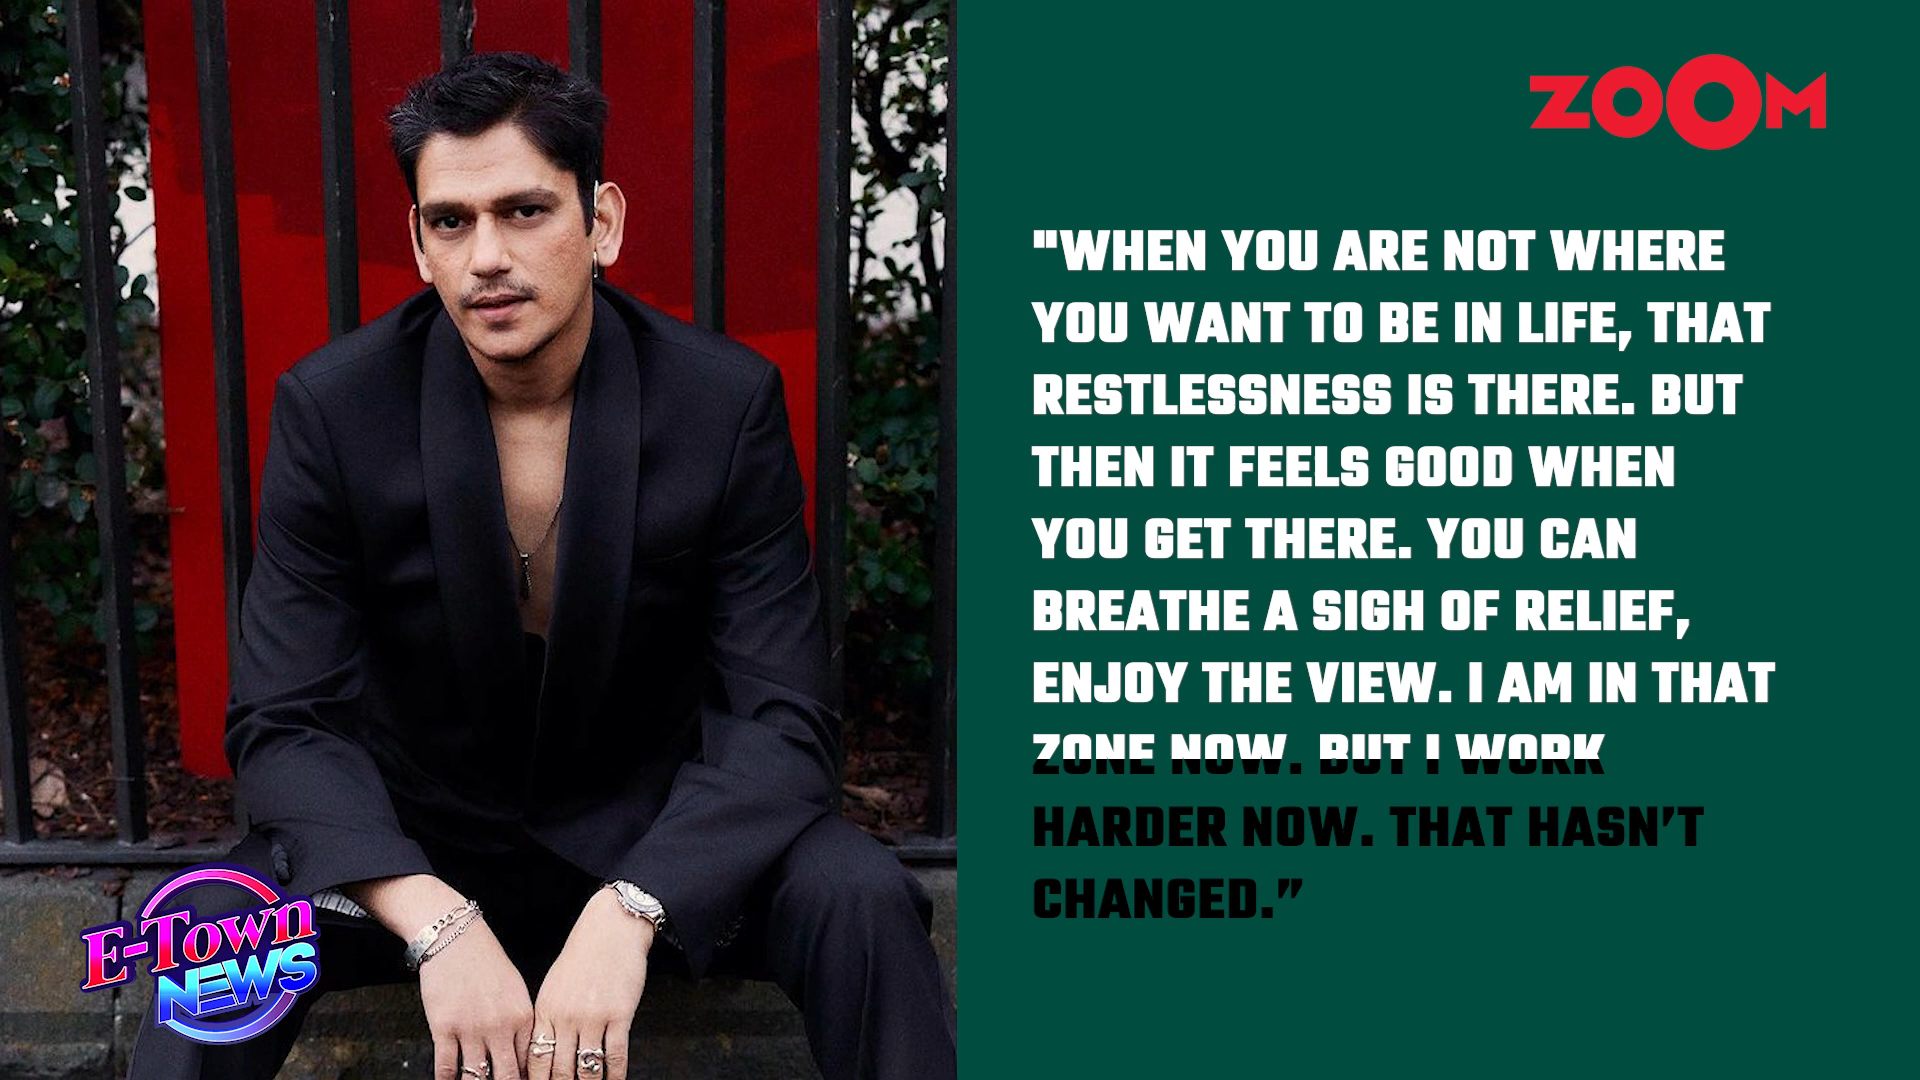 ZOOM
"WHEN YOU ARE NOT WHERE
YOU WANT TO BE IN LIFE, THAT
RESTLESSNESS IS THERE. BUT
THEN IT FEELS GOOD WHEN
YOU GET THERE. YOU CAN
BREATHE A SIGH OF RELIEF,
ENJOY THE VIEW. I AM IN THAT
ZONE NOW. BUT I WORK
HARDER NOW. THAT HASN’T
CHANGED.”
E-TOWN
NEWS